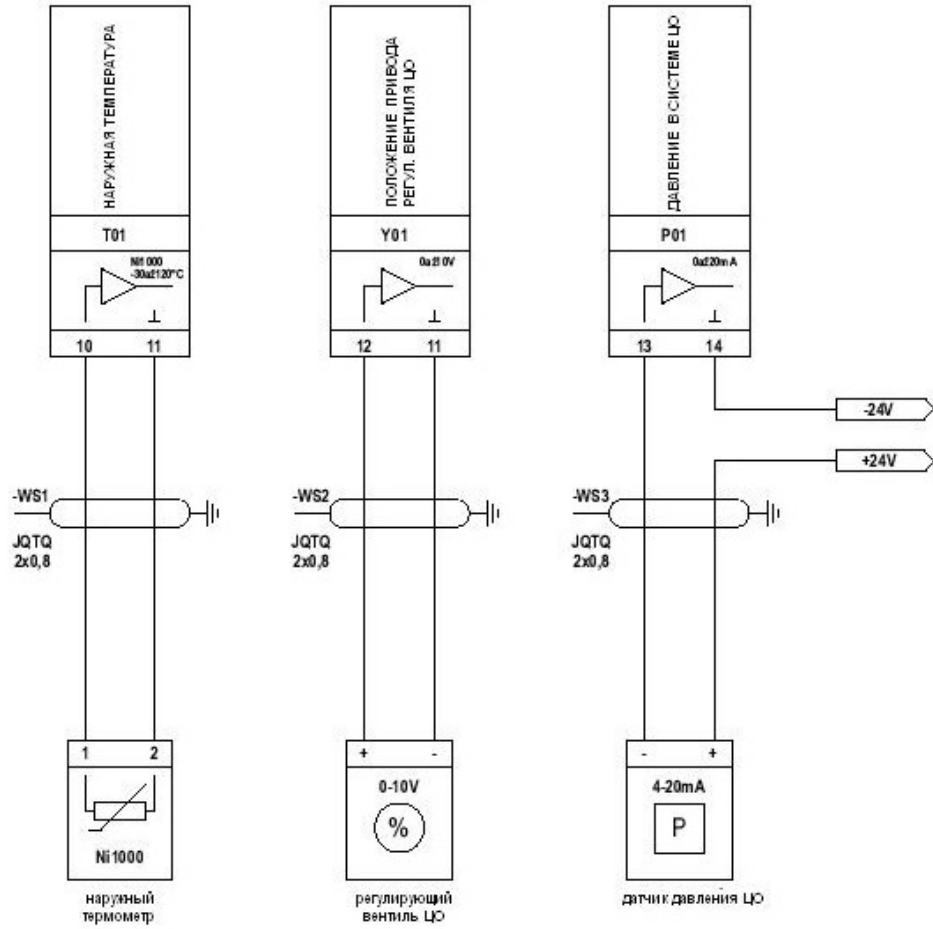 НАРУЖНАЯ ТЕМПЕРАТУРА
T01
Ni1000
-30až120°C
10 11
-WS1
JQTQ
2x0,8
1 2
Ni1000
наружный
термометр
ПОЛОЖЕНИЕ ПРИВОДА
РЕГУЛ. ВЕНТИЛЯ ЦО
Y01
0až10V
12 11
-WS2
JQTQ
2x0,8
+ -
0-10V
%
регулирующий
вентиль ЦО
ДАВЛЕНИЕ В СИСТЕМЕ ЦО
P01
0až20mA
13 14
-24V
+24V
-WS3
JQTQ
2x0,8
- +
4-20mA
P
датчик давления ЦО